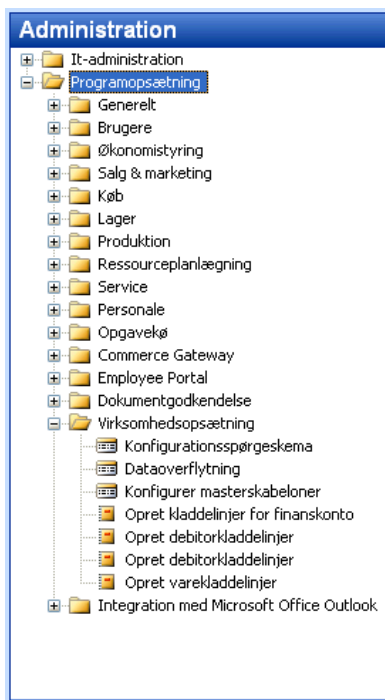 Administration
It-administration
Programopsætning
Generelt
Brugere
Økonomistyring
Salg & marketing
Køb
Lager
Produktion
Ressourceplanlægning
Service
Personale
Opgavekø
Commerce Gateway
Employee Portal
Dokumentgodkendelse
Virksomhedsopsætning
Konfigurationsspørgeskema
Dataoverflytning
Konfigurer masterskabeloner
Opret kladdelinjer for finanskonto
Opret debitorkladdelinjer
Opret debitorkladdelinjer
Opret varekladdelinjer
Integration med Microsoft Office Outlook